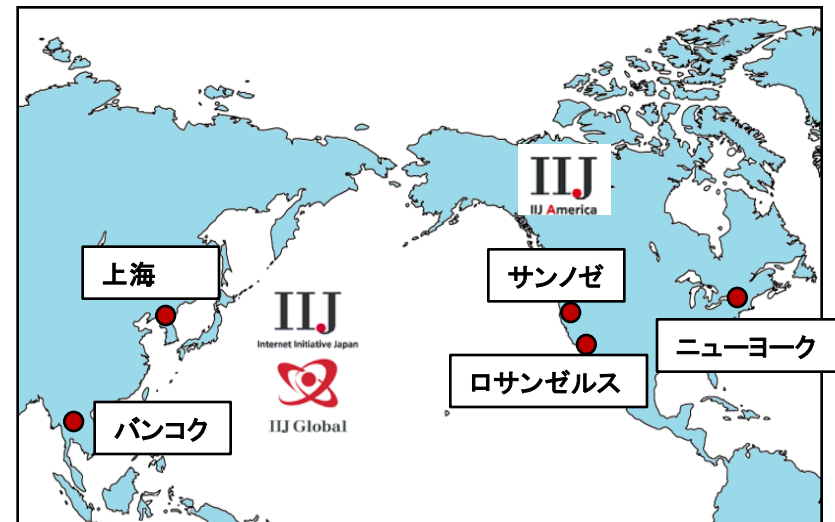 IIJ
IIJ America
上海
サンノゼ
IIJ
Internet Initiative Japan
ニューヨーク
ロサンゼルス
バンコク
IIJ Global